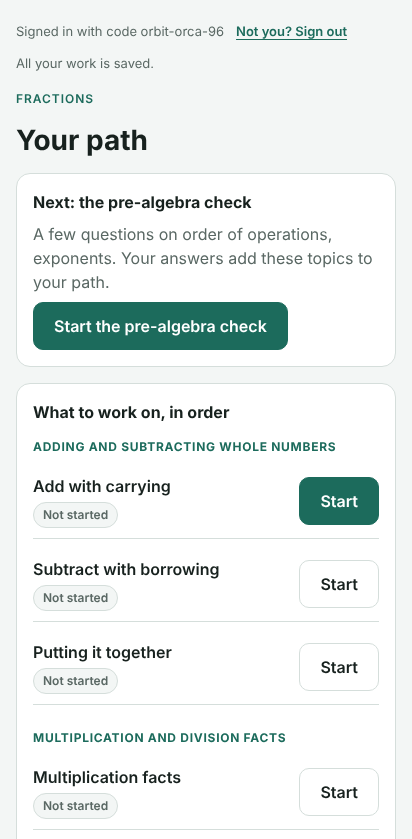 Signed in with code orbit-orca-96 Not you? Sign out
All your work is saved.
FRACTIONS
Your path
Next: the pre-algebra check
A few questions on order of operations,
exponents. Your answers add these topics to
your path.
Start the pre-algebra check
What to work on, in order
ADDING AND SUBTRACTING WHOLE NUMBERS
Add with carrying
Not started
Start
Subtract with borrowing
Not started
Start
Putting it together
Not started
Start
MULTIPLICATION AND DIVISION FACTS
Multiplication facts
Not started
Start